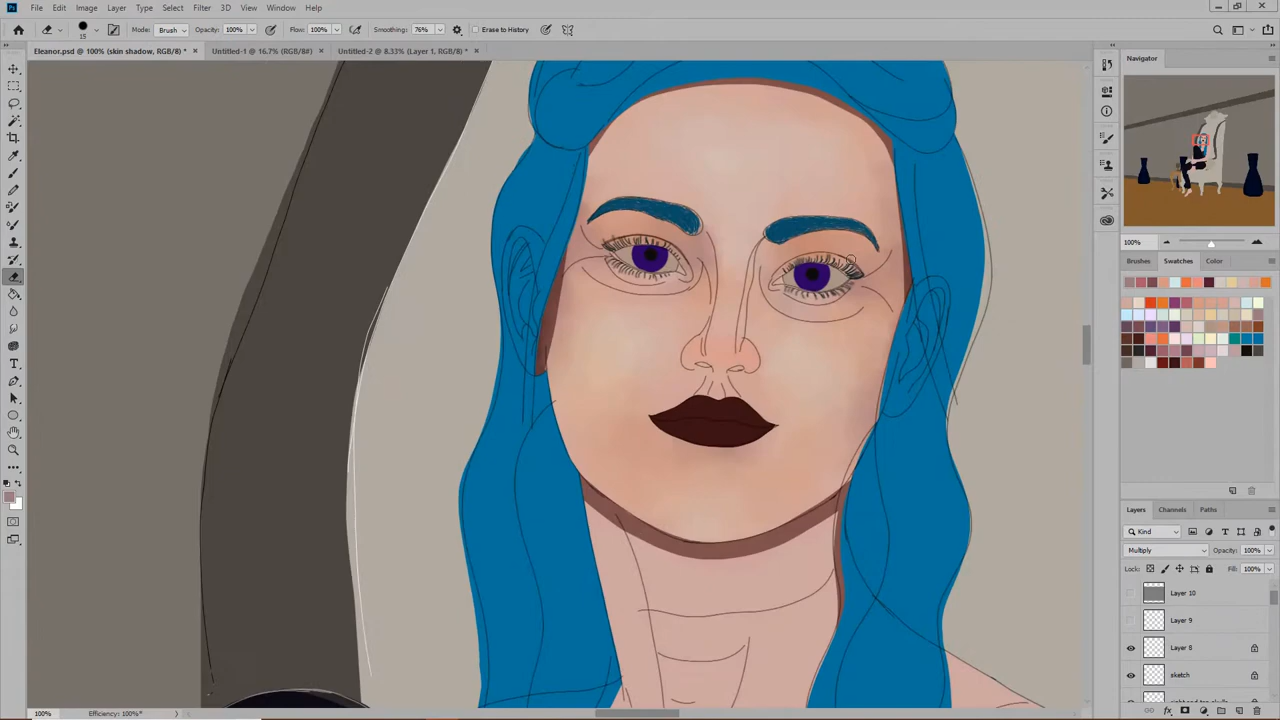 Ps File Edit Image Layer Type Select Filter 3D View Window Help
15 Mode: Brush Opacity: 100% Flow: 100% Smoothing: 76% Erase to History
Eleanor.psd @ 100% (skin shadow, RGB/8) * × Untitled-1 @ 16.7% (RGB/8#) × Untitled-2 @ 8.33% (Layer 1, RGB/8) * ×
Navigator
100%
Brushes Swatches Color
Layers Channels Paths
Kind
Multiply Opacity: 100%
Lock: Fill: 100%
Layer 10
Layer 9
Layer 8
sketch
100% Efficiency: 100%*